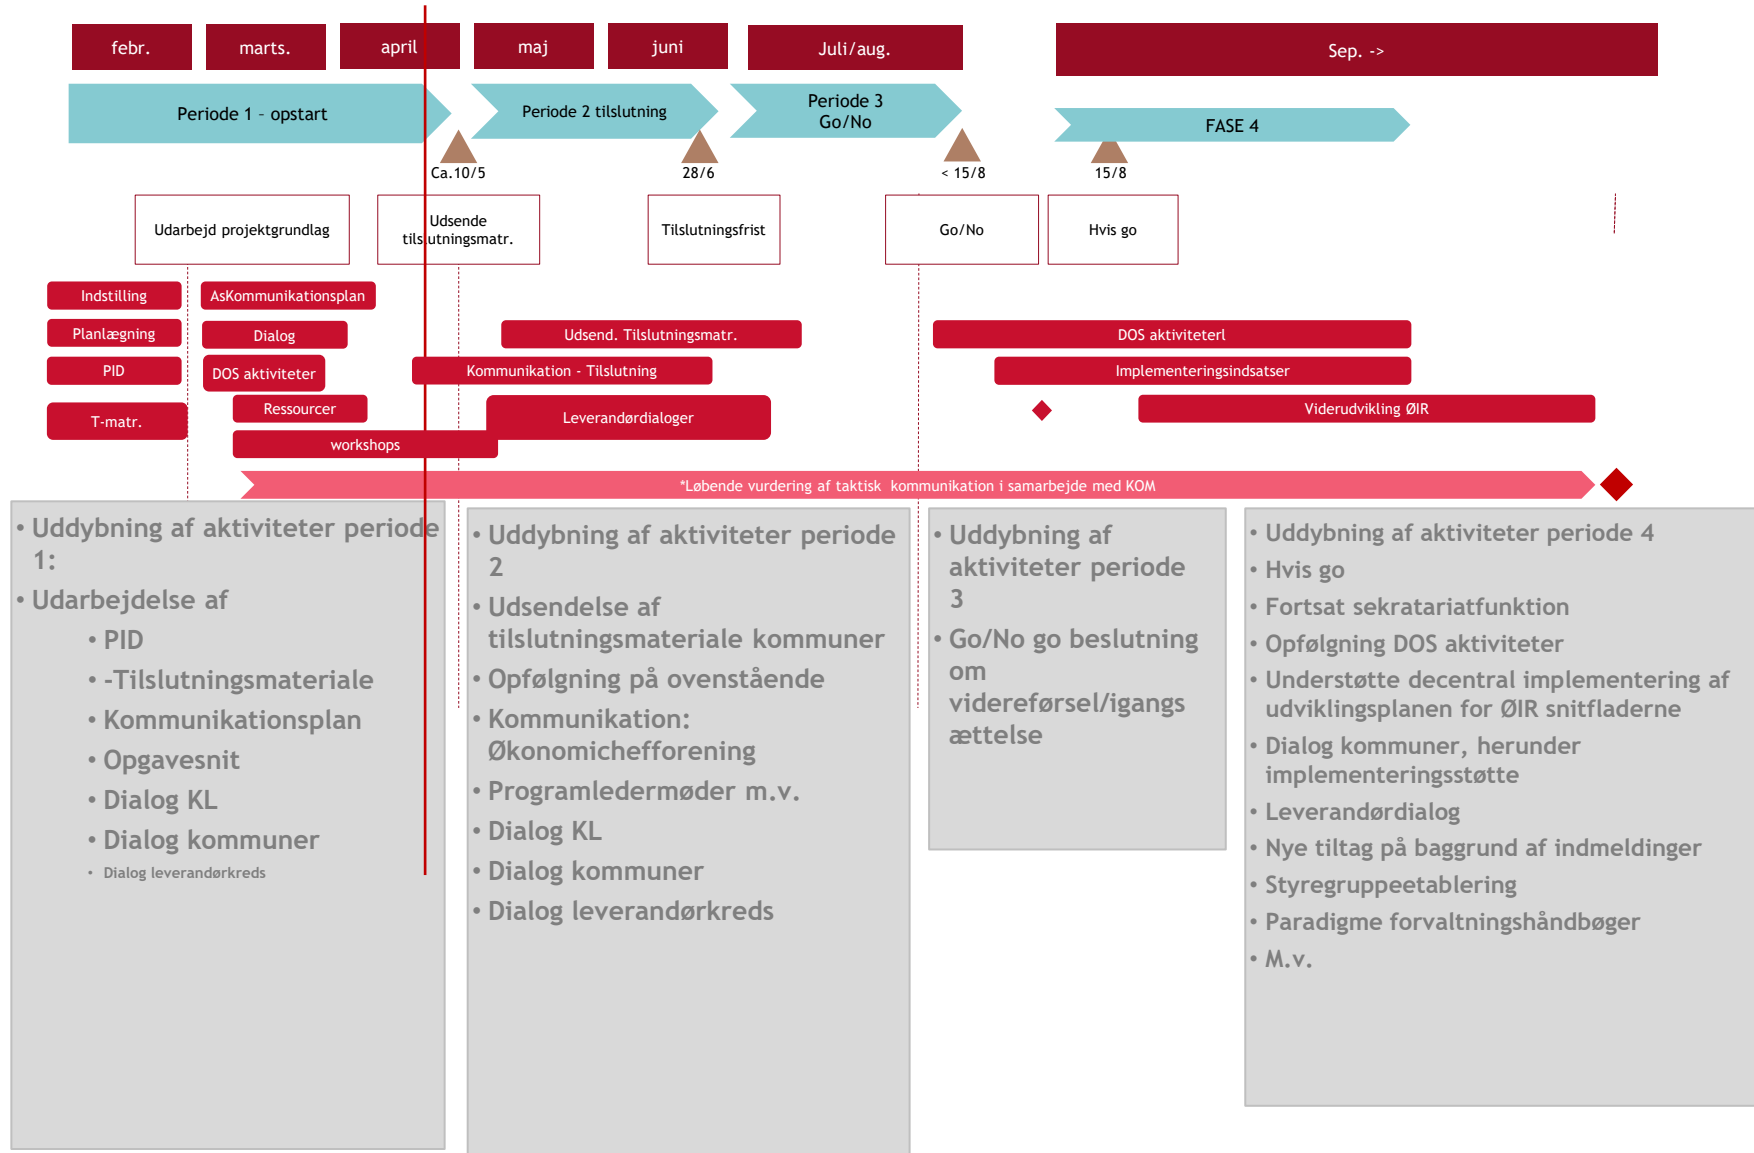 febr.
marts.
april
maj
juni
Juli/aug.
Sep. ->
Periode 1 – opstart
Periode 2 tilslutning
Periode 3
Go/No
FASE 4
Ca.10/5
28/6
< 15/8
15/8
Udarbejd projektgrundlag
Udsende
tilslutningsmatr.
Tilslutningsfrist
Go/No
Hvis go
Indstilling
AsKommunikationsplan
Planlægning
Dialog
Udsend. Tilslutningsmatr.
DOS aktiviteterl
PID
DOS aktiviteter
Kommunikation - Tilslutning
Implementeringsindsatser
T-matr.
Ressourcer
Leverandørdialoger
Viderudvikling ØIR
workshops
*Løbende vurdering af taktisk kommunikation i samarbejde med KOM
• Uddybning af aktiviteter periode
1:
• Udarbejdelse af
• PID
• -Tilslutningsmateriale
• Kommunikationsplan
• Opgavesnit
• Dialog KL
• Dialog kommuner
• Dialog leverandørkreds
• Uddybning af aktiviteter periode
2
• Udsendelse af
tilslutningsmateriale kommuner
• Opfølgning på ovenstående
• Kommunikation:
Økonomichefforening
• Programledermøder m.v.
• Dialog KL
• Dialog kommuner
• Dialog leverandørkreds
• Uddybning af
aktiviteter periode
3
• Go/No go beslutning
om
videreførsel/igangs
ættelse
• Uddybning af aktiviteter periode 4
• Hvis go
• Fortsat sekratariatfunktion
• Opfølgning DOS aktiviteter
• Understøtte decentral implementering af
udviklingsplanen for ØIR snitfladerne
• Dialog kommuner, herunder
implementeringsstøtte
• Leverandørdialog
• Nye tiltag på baggrund af indmeldinger
• Styregruppeetablering
• Paradigme forvaltningshåndbøger
• M.v.